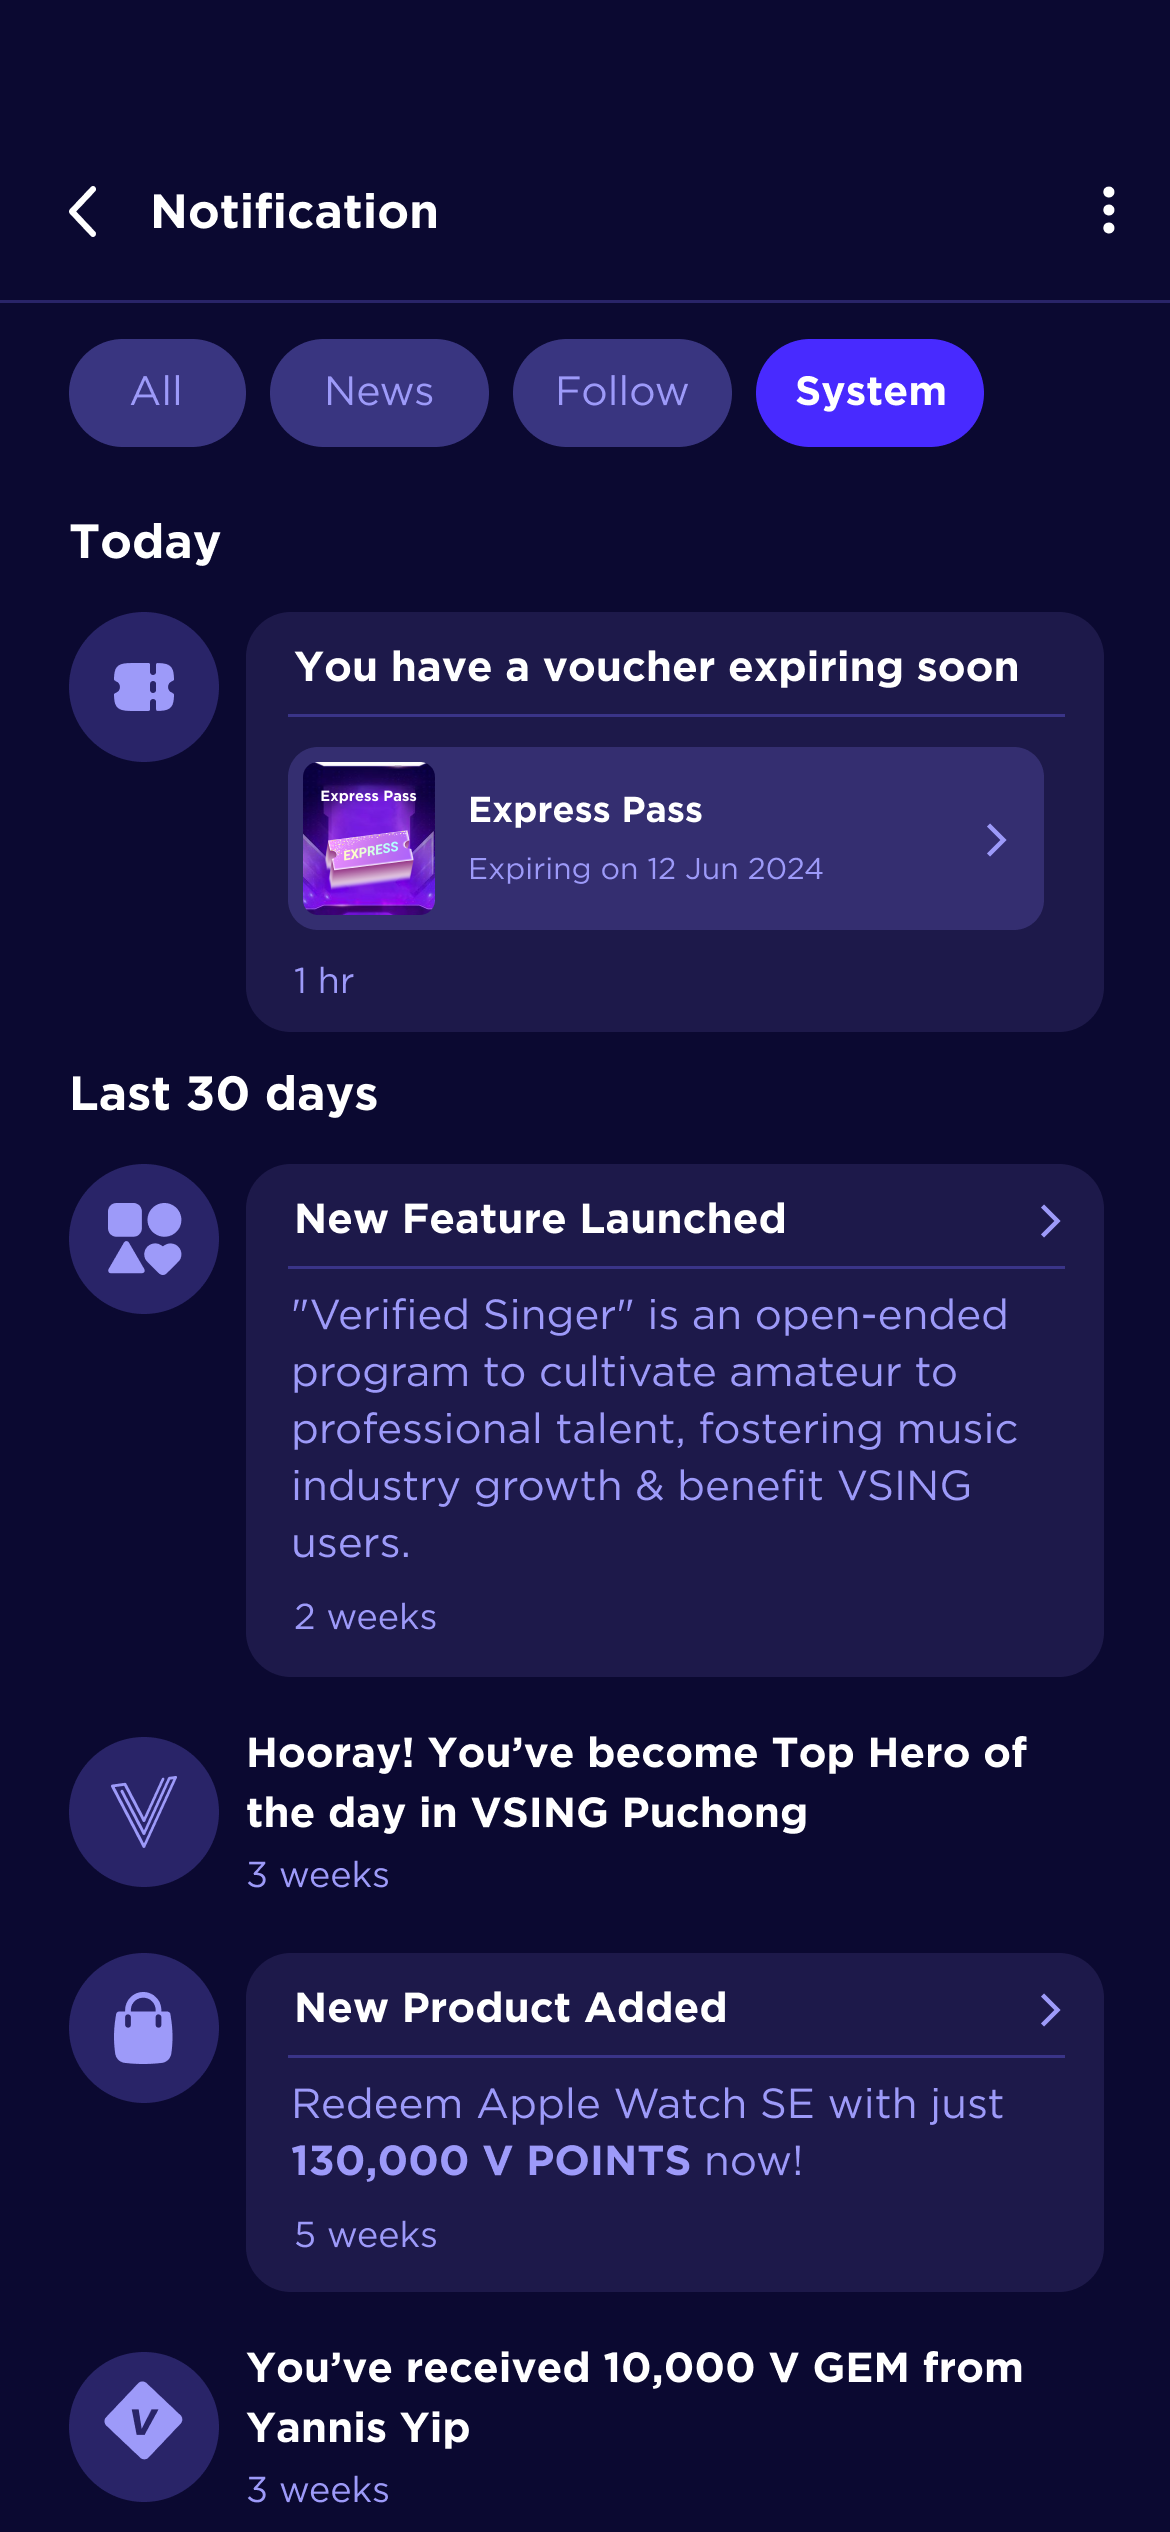 Notification
All
News
Follow
System
Today
You have a voucher expiring soon
Express Pass
EXPRESS
Express Pass
Expiring on 12 Jun 2024
1 hr
Last 30 days
New Feature Launched
"Verified Singer" is an open-ended
program to cultivate amateur to
professional talent, fostering music
industry growth & benefit VSING
users.
2 weeks
Hooray! You’ve become Top Hero of
the day in VSING Puchong
3 weeks
New Product Added
Redeem Apple Watch SE with just
130,000 V POINTS now!
5 weeks
V
You’ve received 10,000 V GEM from
Yannis Yip
3 weeks